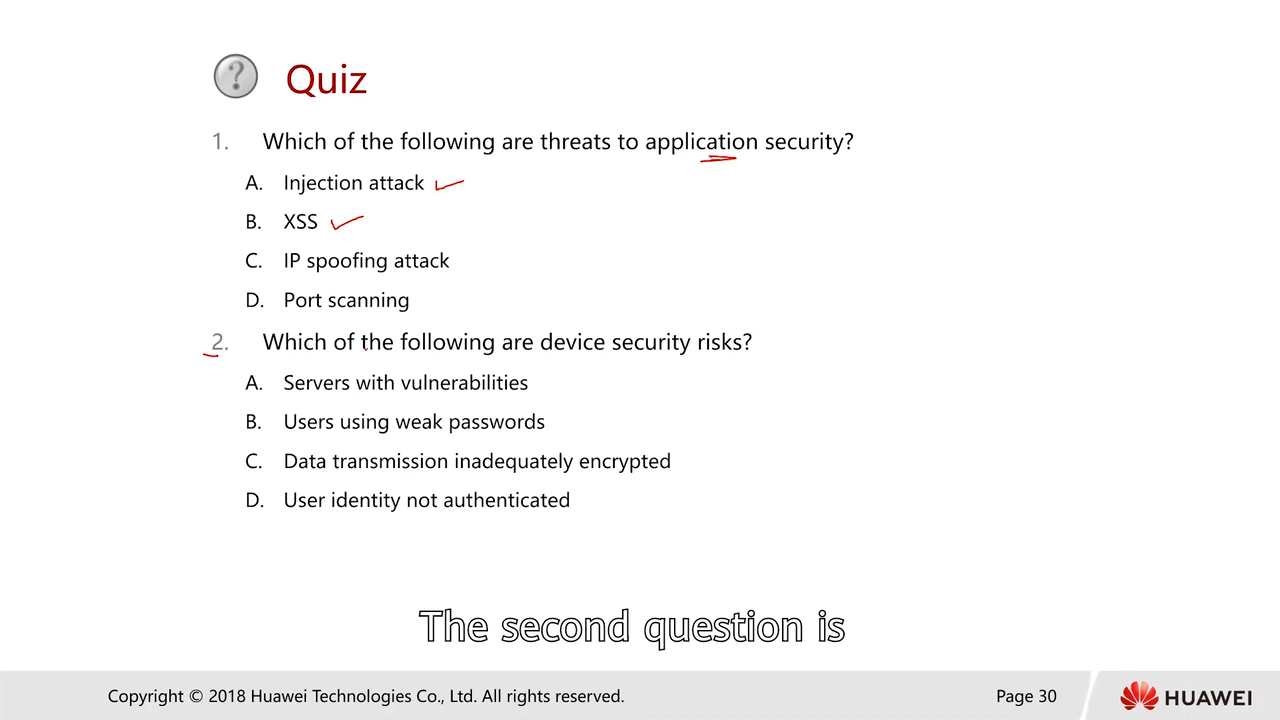 ?
Quiz
1. Which of the following are threats to application security?
A. Injection attack
B. XSS
C. IP spoofing attack
D. Port scanning
2. Which of the following are device security risks?
A. Servers with vulnerabilities
B. Users using weak passwords
C. Data transmission inadequately encrypted
D. User identity not authenticated
The second question is
Copyright © 2018 Huawei Technologies Co., Ltd. All rights reserved.
Page 30
HUAWEI